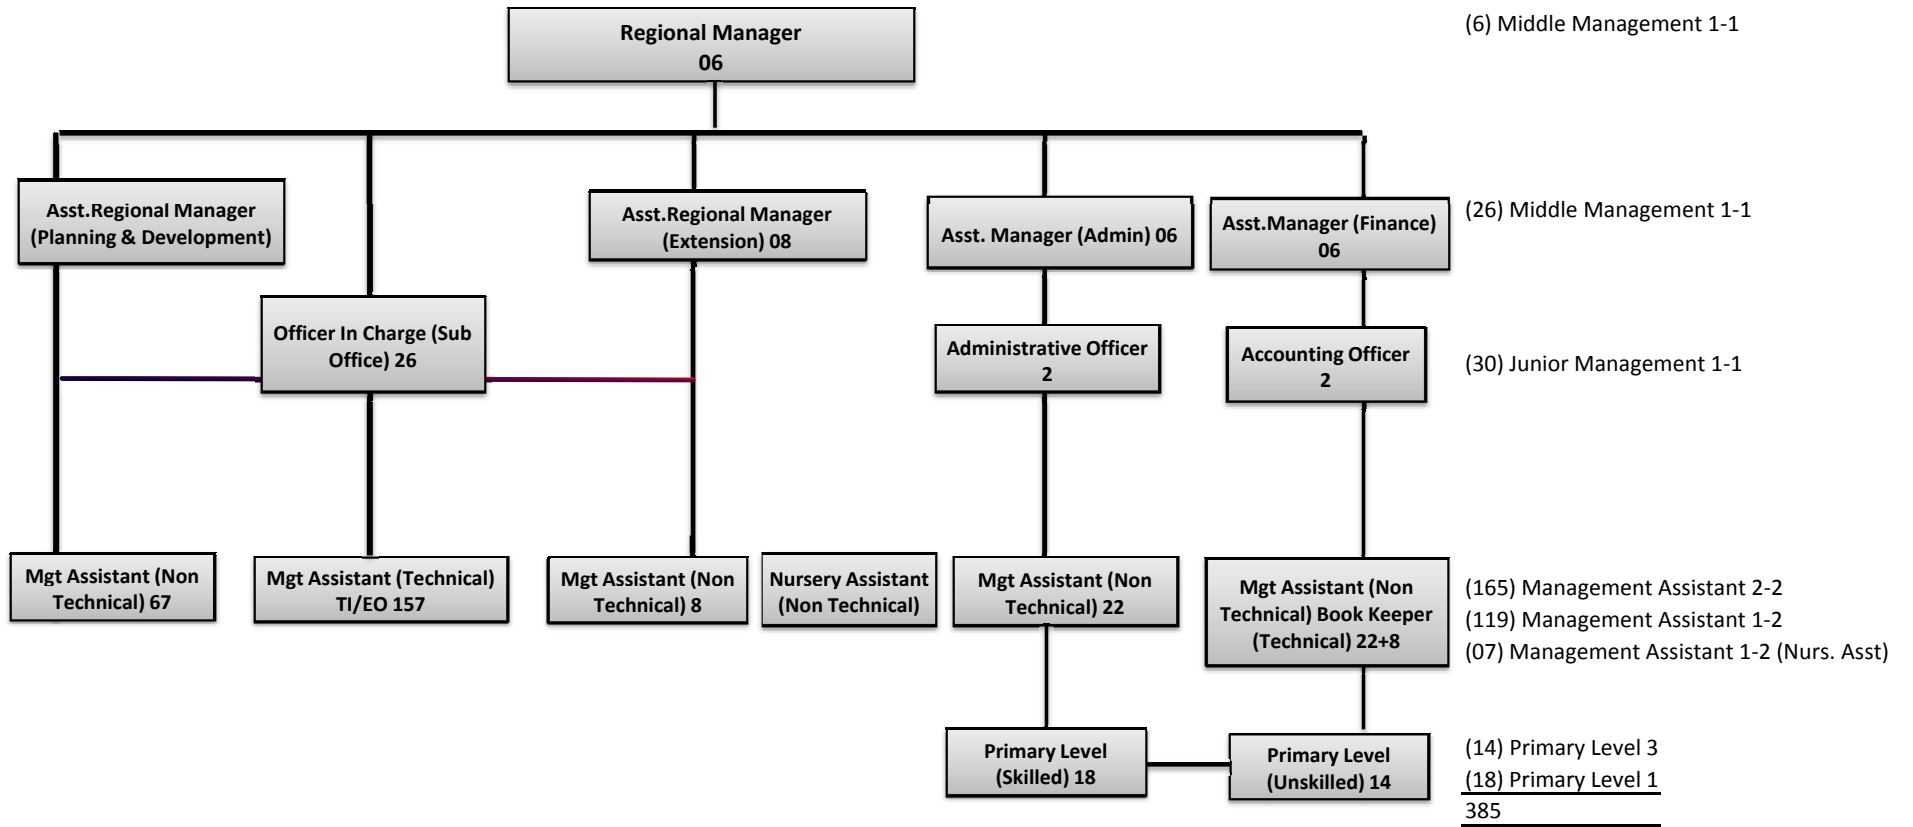 Regional Manager
06
(6) Middle Management 1-1
Asst.Regional Manager
(Planning & Development)
Asst.Regional Manager
(Extension) 08
Asst. Manager (Admin) 06
Asst.Manager (Finance)
06
(26) Middle Management 1-1
Officer In Charge (Sub
Office) 26
Administrative Officer
2
Accounting Officer
2
(30) Junior Management 1-1
Mgt Assistant (Non
Technical) 67
Mgt Assistant (Technical)
TI/EO 157
Mgt Assistant (Non
Technical) 8
Nursery Assistant
(Non Technical)
Mgt Assistant (Non
Technical) 22
Mgt Assistant (Non
Technical) Book Keeper
(Technical) 22+8
(165) Management Assistant 2-2
(119) Management Assistant 1-2
(07) Management Assistant 1-2 (Nurs. Asst)
Primary Level
(Skilled) 18
Primary Level
(Unskilled) 14
(14) Primary Level 3
(18) Primary Level 1
385